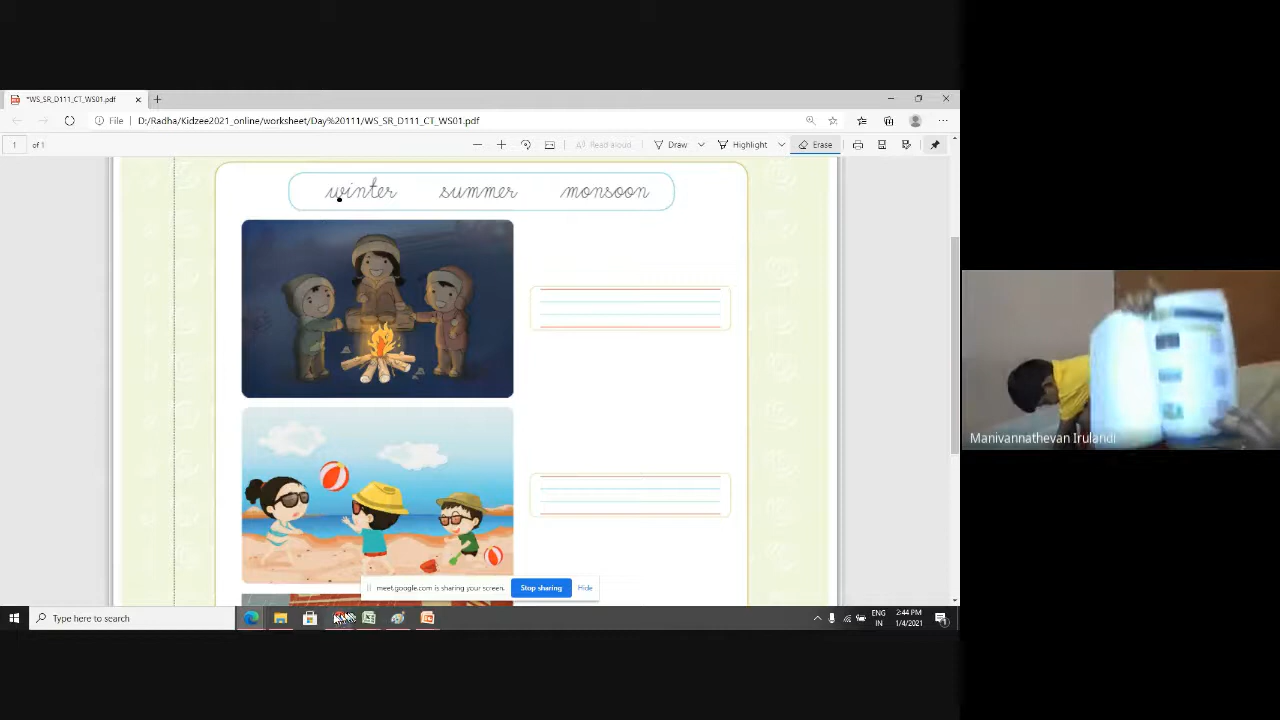 *WS_SR_D111_CT_WS01.pdf
File D:/Radha/Kidzee2021_online/worksheet/Day%20111/WS_SR_D111_CT_WS01.pdf
1 of 1 Read aloud Draw Highlight Erase
winter summer monsoon
Manivannathevan Irulandi
meet.google.com is sharing your screen. Stop sharing Hide
Type here to search
ENG
IN
2:44 PM
1/4/2021